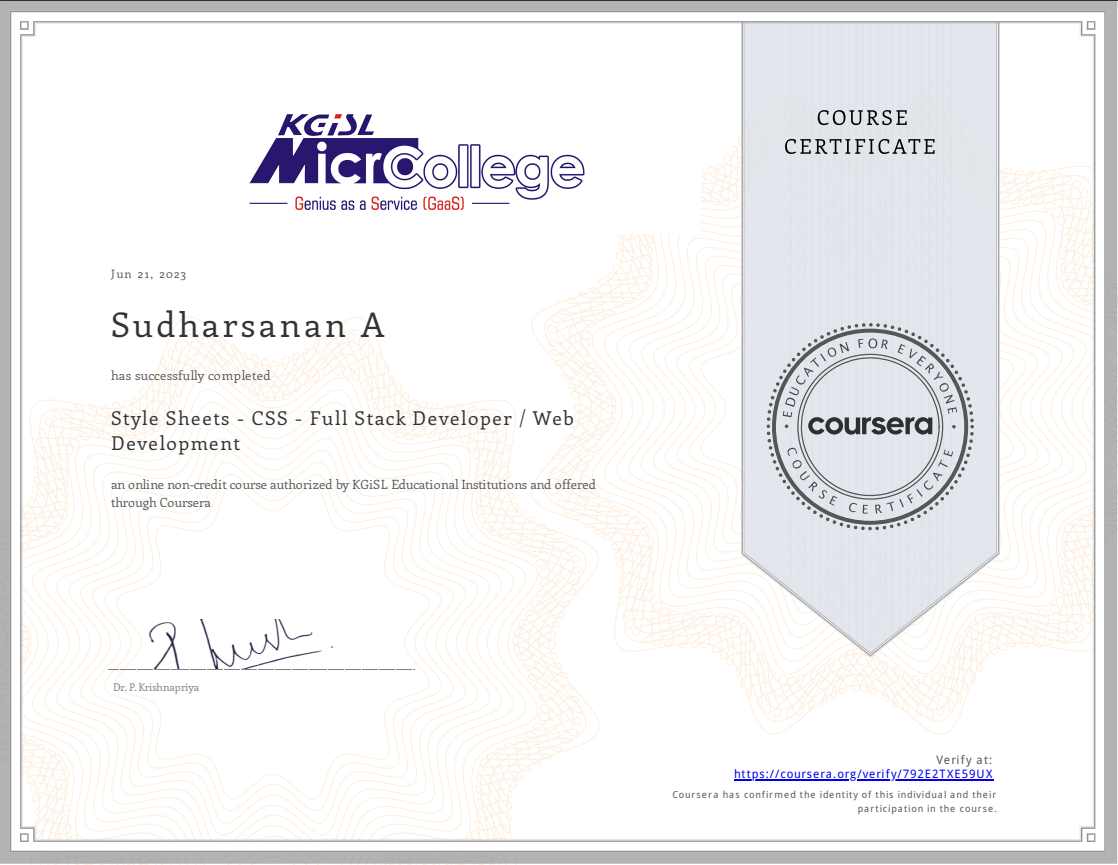 KGiSL
MicroCollege
Genius as a Service (GaaS)
COURSE
CERTIFICATE
Jun 21, 2023
Sudharsanan A
has successfully completed
Style Sheets - CSS - Full Stack Developer / Web
Development
an online non-credit course authorized by KGiSL Educational Institutions and offered
through Coursera
EDUCATION FOR EVERYONE
coursera
COURSE CERTIFICATE
Dr. P. Krishnapriya
Verify at:
https://coursera.org/verify/792E2TXE59UX
Coursera has confirmed the identity of this individual and their
participation in the course.